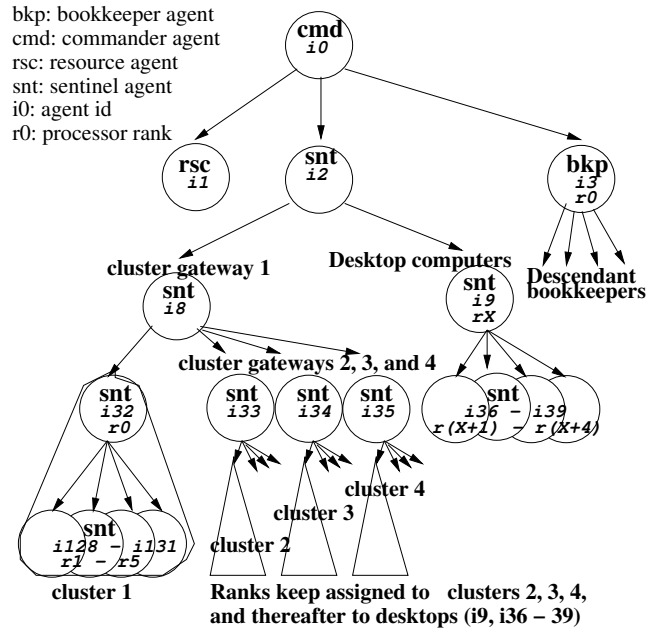 bkp: bookkeeper agent
cmd: commander agent
rsc: resource agent
snt: sentinel agent
i0: agent id
r0: processor rank
cmd
i0
rsc
i1
snt
i2
bkp
i3
r0
Descendant
bookkeepers
cluster gateway 1
snt
i8
Desktop computers
snt
i9
rX
cluster gateways 2, 3, and 4
snt
i32
r0
snt
i33
snt
i34
snt
i35
snt
i36 - i39
r(X+1) - r(X+4)
cluster 4
cluster 3
cluster 2
snt
i128 - i131
r1 - r5
cluster 1
Ranks keep assigned to clusters 2, 3, 4,
and thereafter to desktops (i9, i36 − 39)